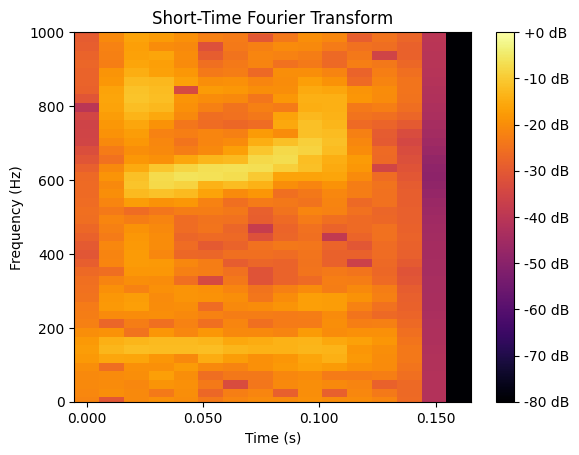 Short-Time Fourier Transform
1000
800
600
400
200
0
Frequency (Hz)
0.000
0.050
0.100
0.150
Time (s)
+0 dB
-10 dB
-20 dB
-30 dB
-40 dB
-50 dB
-60 dB
-70 dB
-80 dB